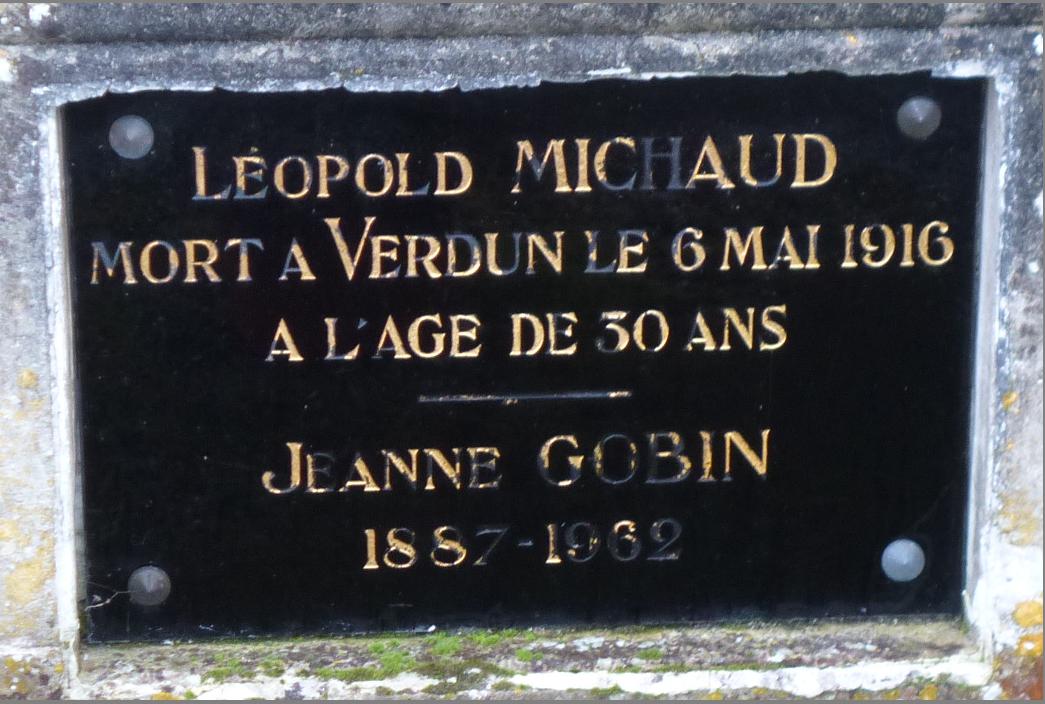 LÉOPOLD MICHAUD
MORT A VERDUN LE 6 MAI 1916
A L'AGE DE 30 ANS
JEANNE GOBIN
1887-1962